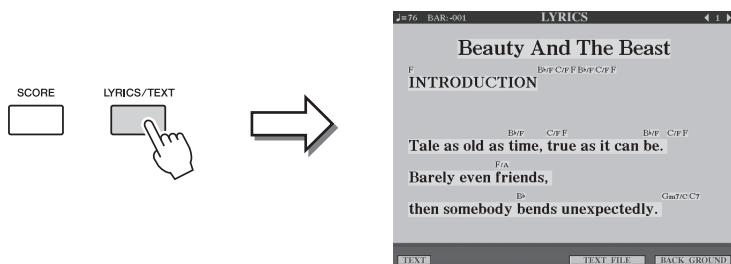 SCORE
LYRICS/TEXT
♩=76 BAR:-001 LYRICS ◀ 1 ▶
Beauty And The Beast
F B♭/F C/F F B♭/F C/F F
INTRODUCTION
B♭/F C/F F B♭/F C/F F
Tale as old as time, true as it can be.
F/A
Barely even friends,
B♭ Gm7/C C7
then somebody bends unexpectedly.
TEXT TEXT FILE BACK GROUND